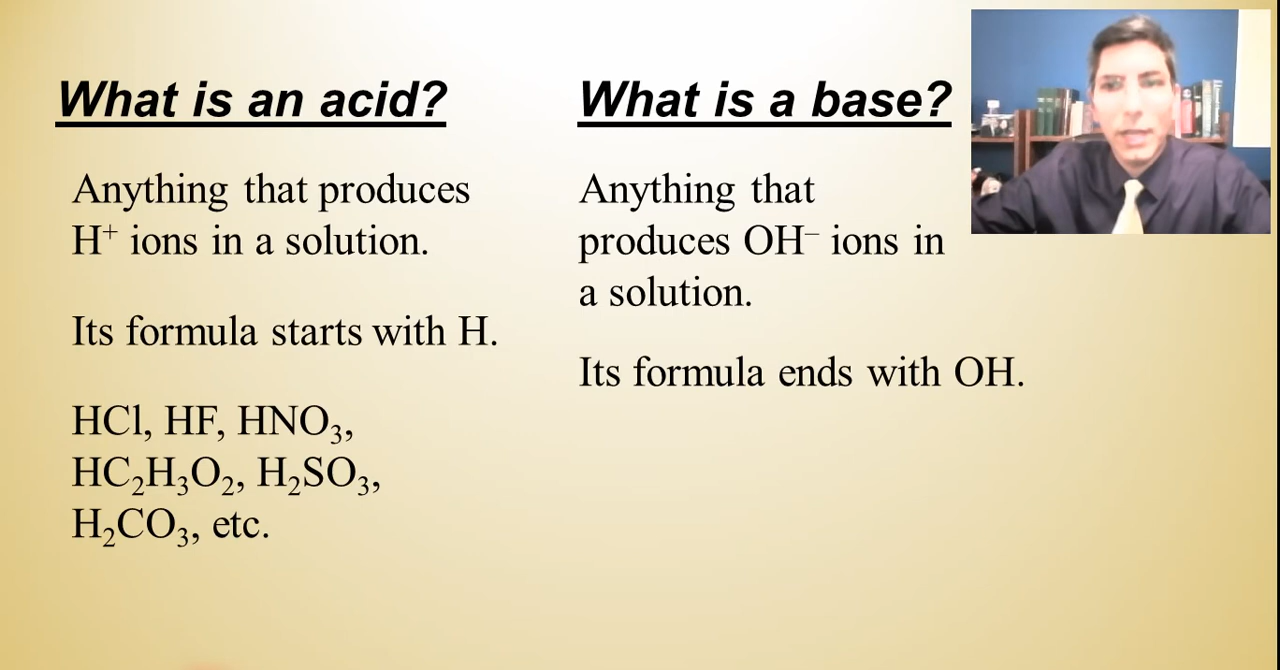 What is an acid?
Anything that produces
H⁺ ions in a solution.
Its formula starts with H.
HCl, HF, HNO₃,
HC₂H₃O₂, H₂SO₃,
H₂CO₃, etc.
What is a base?
Anything that
produces OH⁻ ions in
a solution.
Its formula ends with OH.